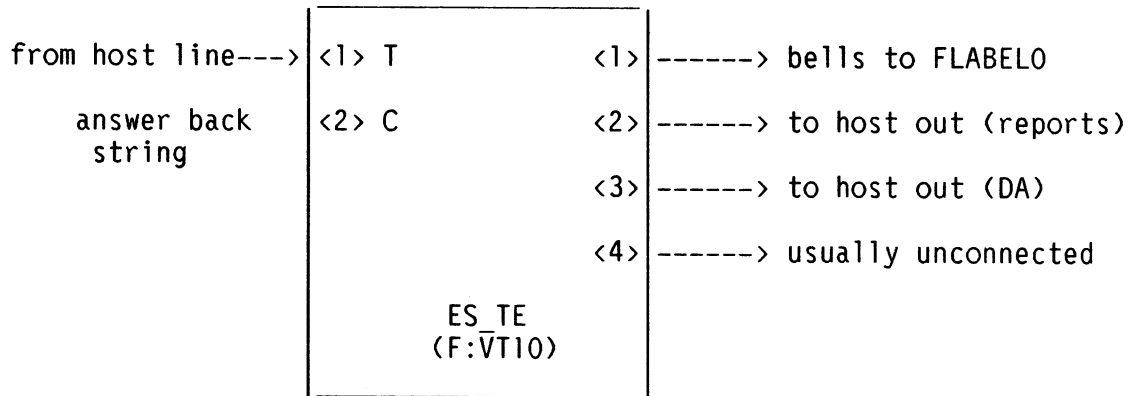 from host line---> <1> T <1> ------> bells to FLABELO
answer back <2> C <2> ------> to host out (reports)
string
<3> ------> to host out (DA)
<4> ------> usually unconnected
ES_TE
(F:VT10)